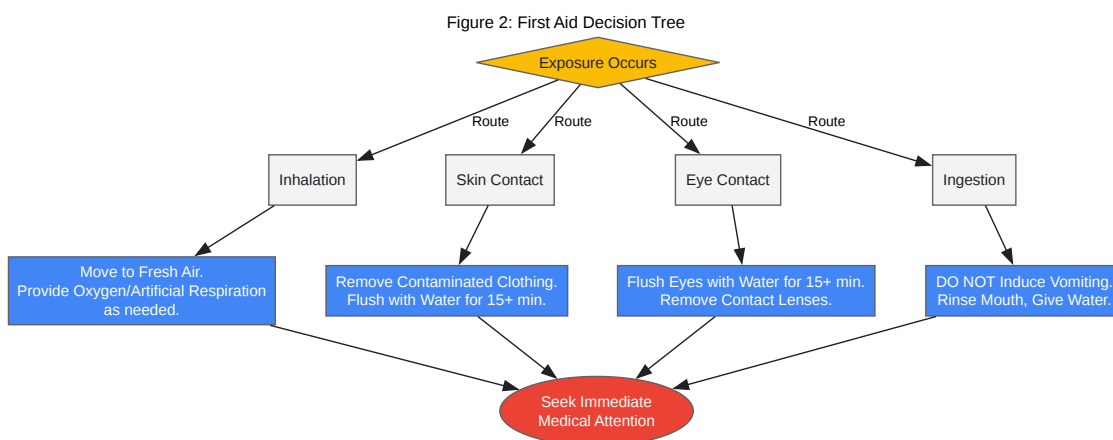 Figure 2: First Aid Decision Tree
Exposure Occurs
Route
Route
Route
Route
Inhalation
Skin Contact
Eye Contact
Ingestion
Move to Fresh Air.
Provide Oxygen/Artificial Respiration
as needed.
Remove Contaminated Clothing.
Flush with Water for 15+ min.
Flush Eyes with Water for 15+ min.
Remove Contact Lenses.
DO NOT Induce Vomiting.
Rinse Mouth, Give Water.
Seek Immediate
Medical Attention